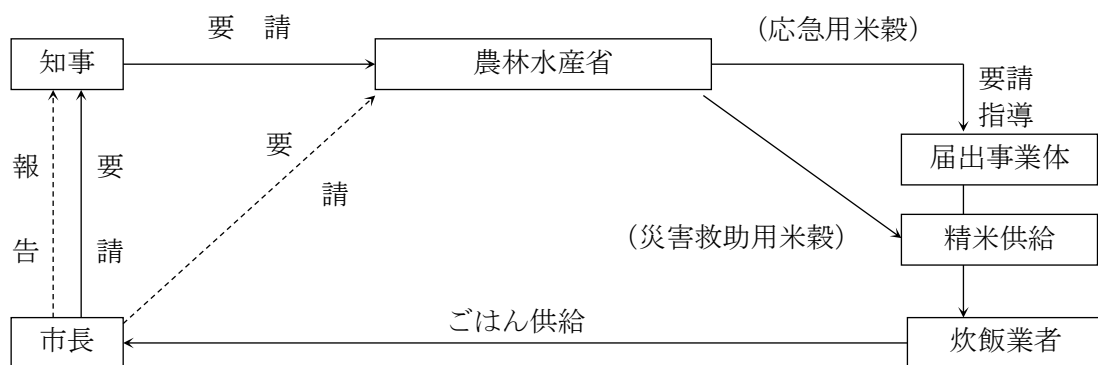 要　請
(応急用米穀)
知事
農林水産省
要請
指導
届出事業体
要
請
報
告
要
請
(災害救助用米穀)
精米供給
ごはん供給
市長
炊飯業者